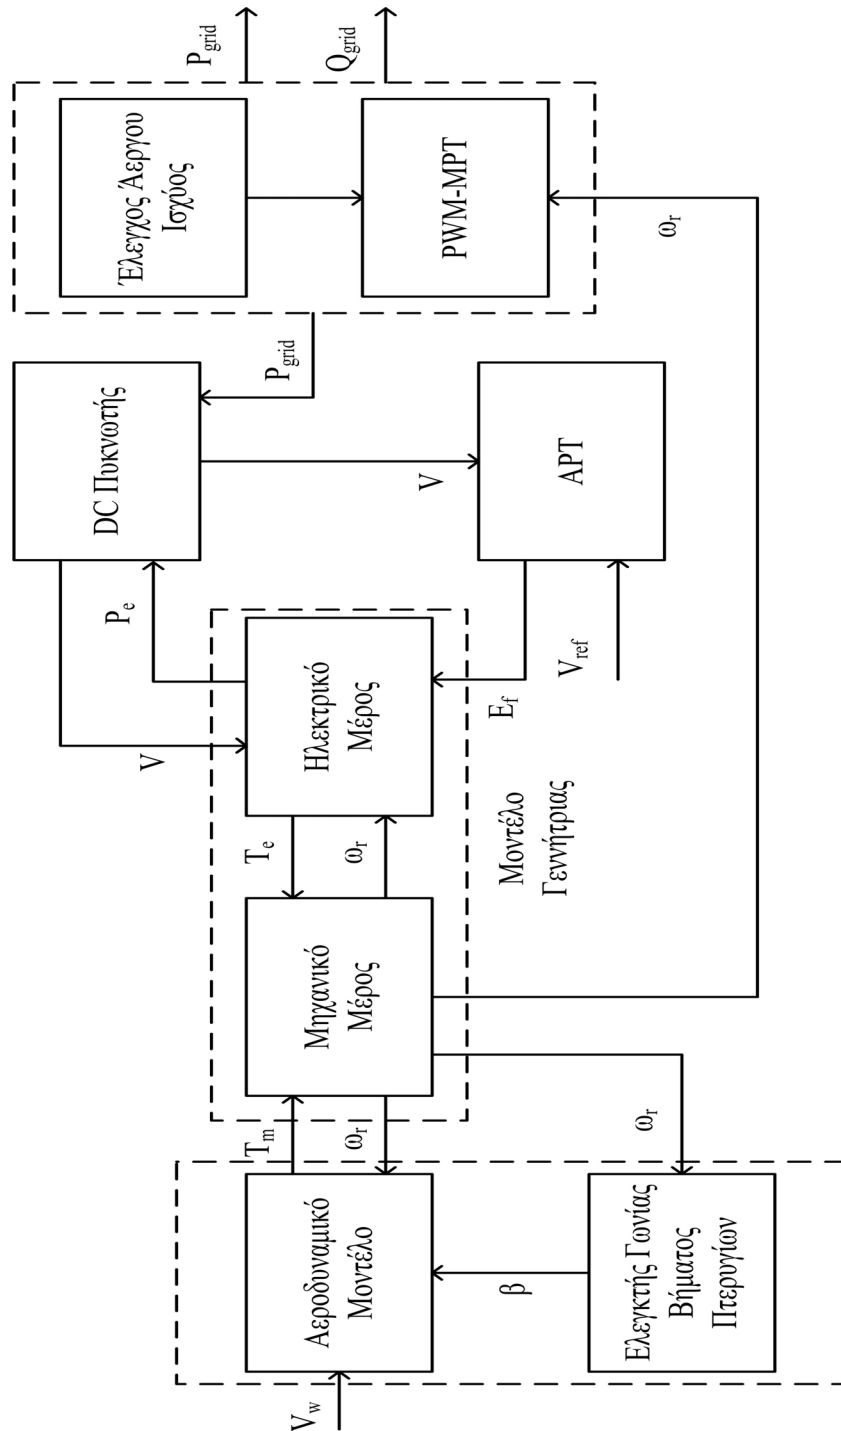 V_w
Αεροδυναμικό
Μοντέλο
β
Ελεγκτής Γωνίας
Βήματος
Πτερυγίων
T_m
ω_r
ω_r
Μηχανικό
Μέρος
T_e
ω_r
Ηλεκτρικό
Μέρος
Μοντέλο
Γεννήτριας
V
P_e
E_f
V_ref
DC Πυκνωτής
V
ΑΡΤ
P_grid
Έλεγχος Άεργου
Ισχύος
PWM-MPT
ω_r
P_grid
Q_grid